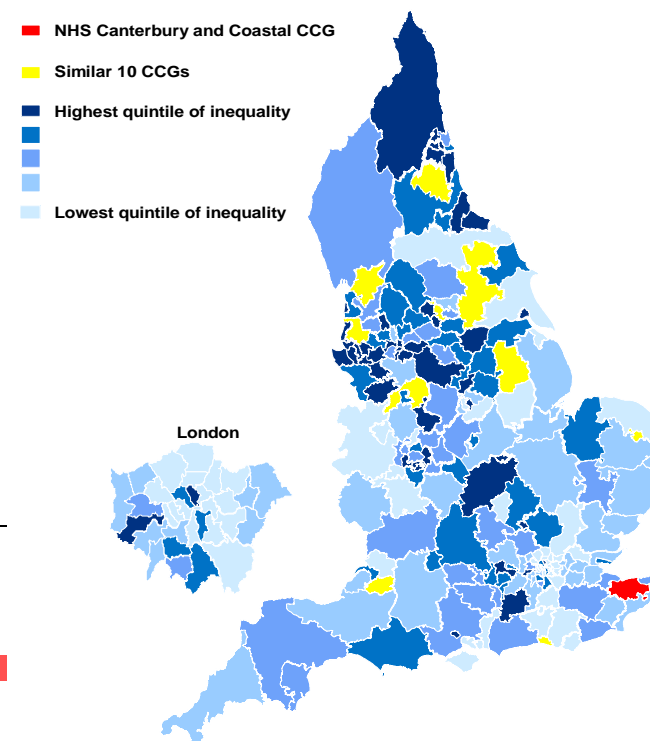 NHS Canterbury and Coastal CCG
Similar 10 CCGs
Highest quintile of inequality
Lowest quintile of inequality
London